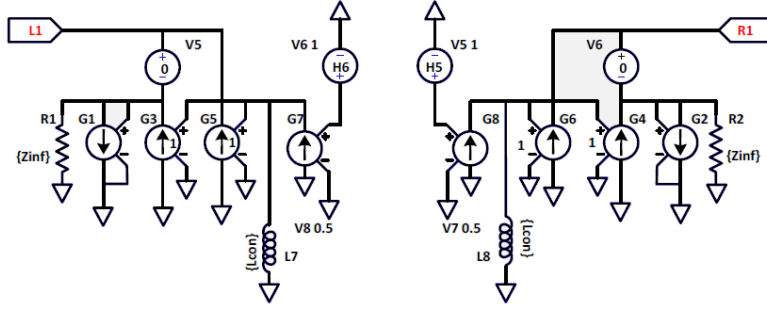 L1
R1
V5
V6 1
V5 1
V6
0
H6
H5
0
R1
G1
G3
G5
G7
G8
G6
G4
G2
R2
{Zinf}
1
1
1
1
{Zinf}
V8 0.5
V7 0.5
{Lcon}
L7
L8
{Lcon}